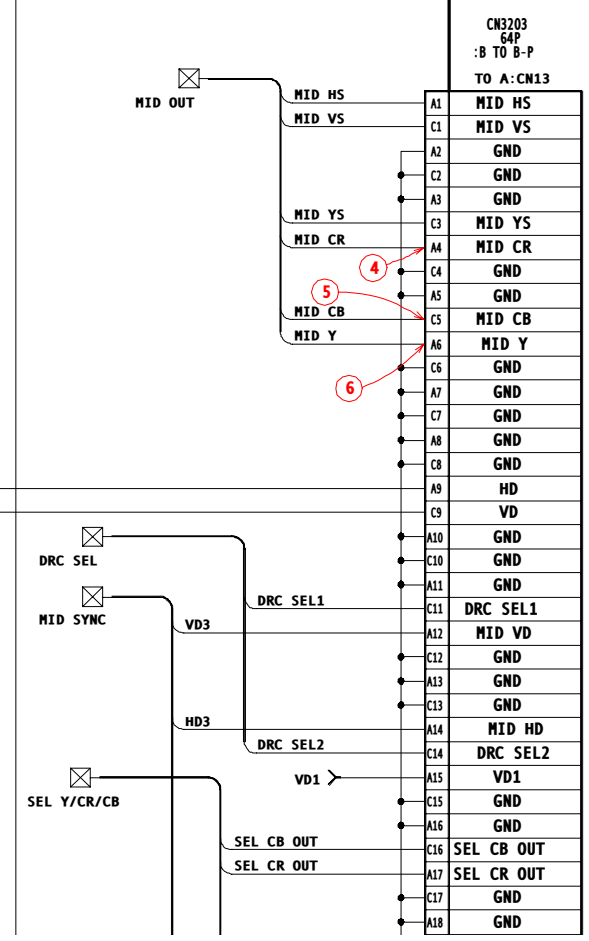 CN3203
64P
:B TO B-P
TO A:CN13
MID OUT
MID HS A1 MID HS
MID VS C1 MID VS
A2 GND
C2 GND
A3 GND
MID YS C3 MID YS
MID CR A4 MID CR
4
C4 GND
5
A5 GND
MID CB C5 MID CB
MID Y A6 MID Y
C6 GND
6
A7 GND
C7 GND
A8 GND
C8 GND
A9 HD
C9 VD
A10 GND
DRC SEL
C10 GND
A11 GND
DRC SEL1 C11 DRC SEL1
MID SYNC
VD3 A12 MID VD
C12 GND
A13 GND
C13 GND
HD3 A14 MID HD
DRC SEL2 C14 DRC SEL2
VD1 A15 VD1
SEL Y/CR/CB
C15 GND
A16 GND
SEL CB OUT C16 SEL CB OUT
SEL CR OUT A17 SEL CR OUT
C17 GND
A18 GND